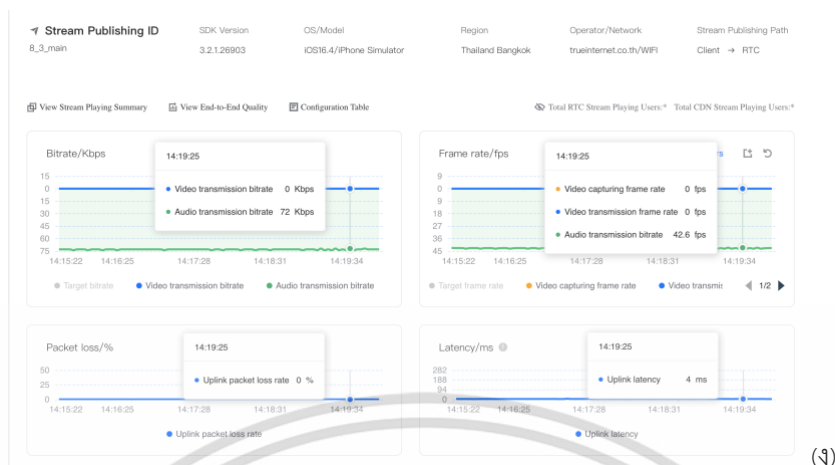 Stream Publishing ID SDK Version OS/Model Region Operator/Network Stream Publishing Path
8_3_main 3.2.1.26903 iOS16.4/iPhone Simulator Thailand Bangkok trueinternet.co.th/WIFI Client → RTC
View Stream Playing Summary View End-to-End Quality Configuration Table Total RTC Stream Playing Users:* Total CDN Stream Playing Users:*
Bitrate/Kbps
14:19:25
Video transmission bitrate 0 Kbps
Audio transmission bitrate 72 Kbps
15
0
15
30
45
60
75
14:15:22 14:16:25 14:17:28 14:18:31 14:19:34
Target bitrate Video transmission bitrate Audio transmission bitrate
Frame rate/fps
14:19:25
Video capturing frame rate 0 fps
Video transmission frame rate 0 fps
Audio transmission bitrate 42.6 fps
9
0
9
18
27
36
45
14:15:22 14:16:25 14:17:28 14:18:31 14:19:34
Target frame rate Video capturing frame rate Video transmis 1/2
Packet loss/%
14:19:25
Uplink packet loss rate 0 %
50
25
0
14:15:22 14:16:25 14:17:28 14:18:31 14:19:34
Uplink packet loss rate
Latency/ms
14:19:25
Uplink latency 4 ms
282
188
94
0
14:15:22 14:16:25 14:17:28 14:18:31 14:19:34
Uplink latency